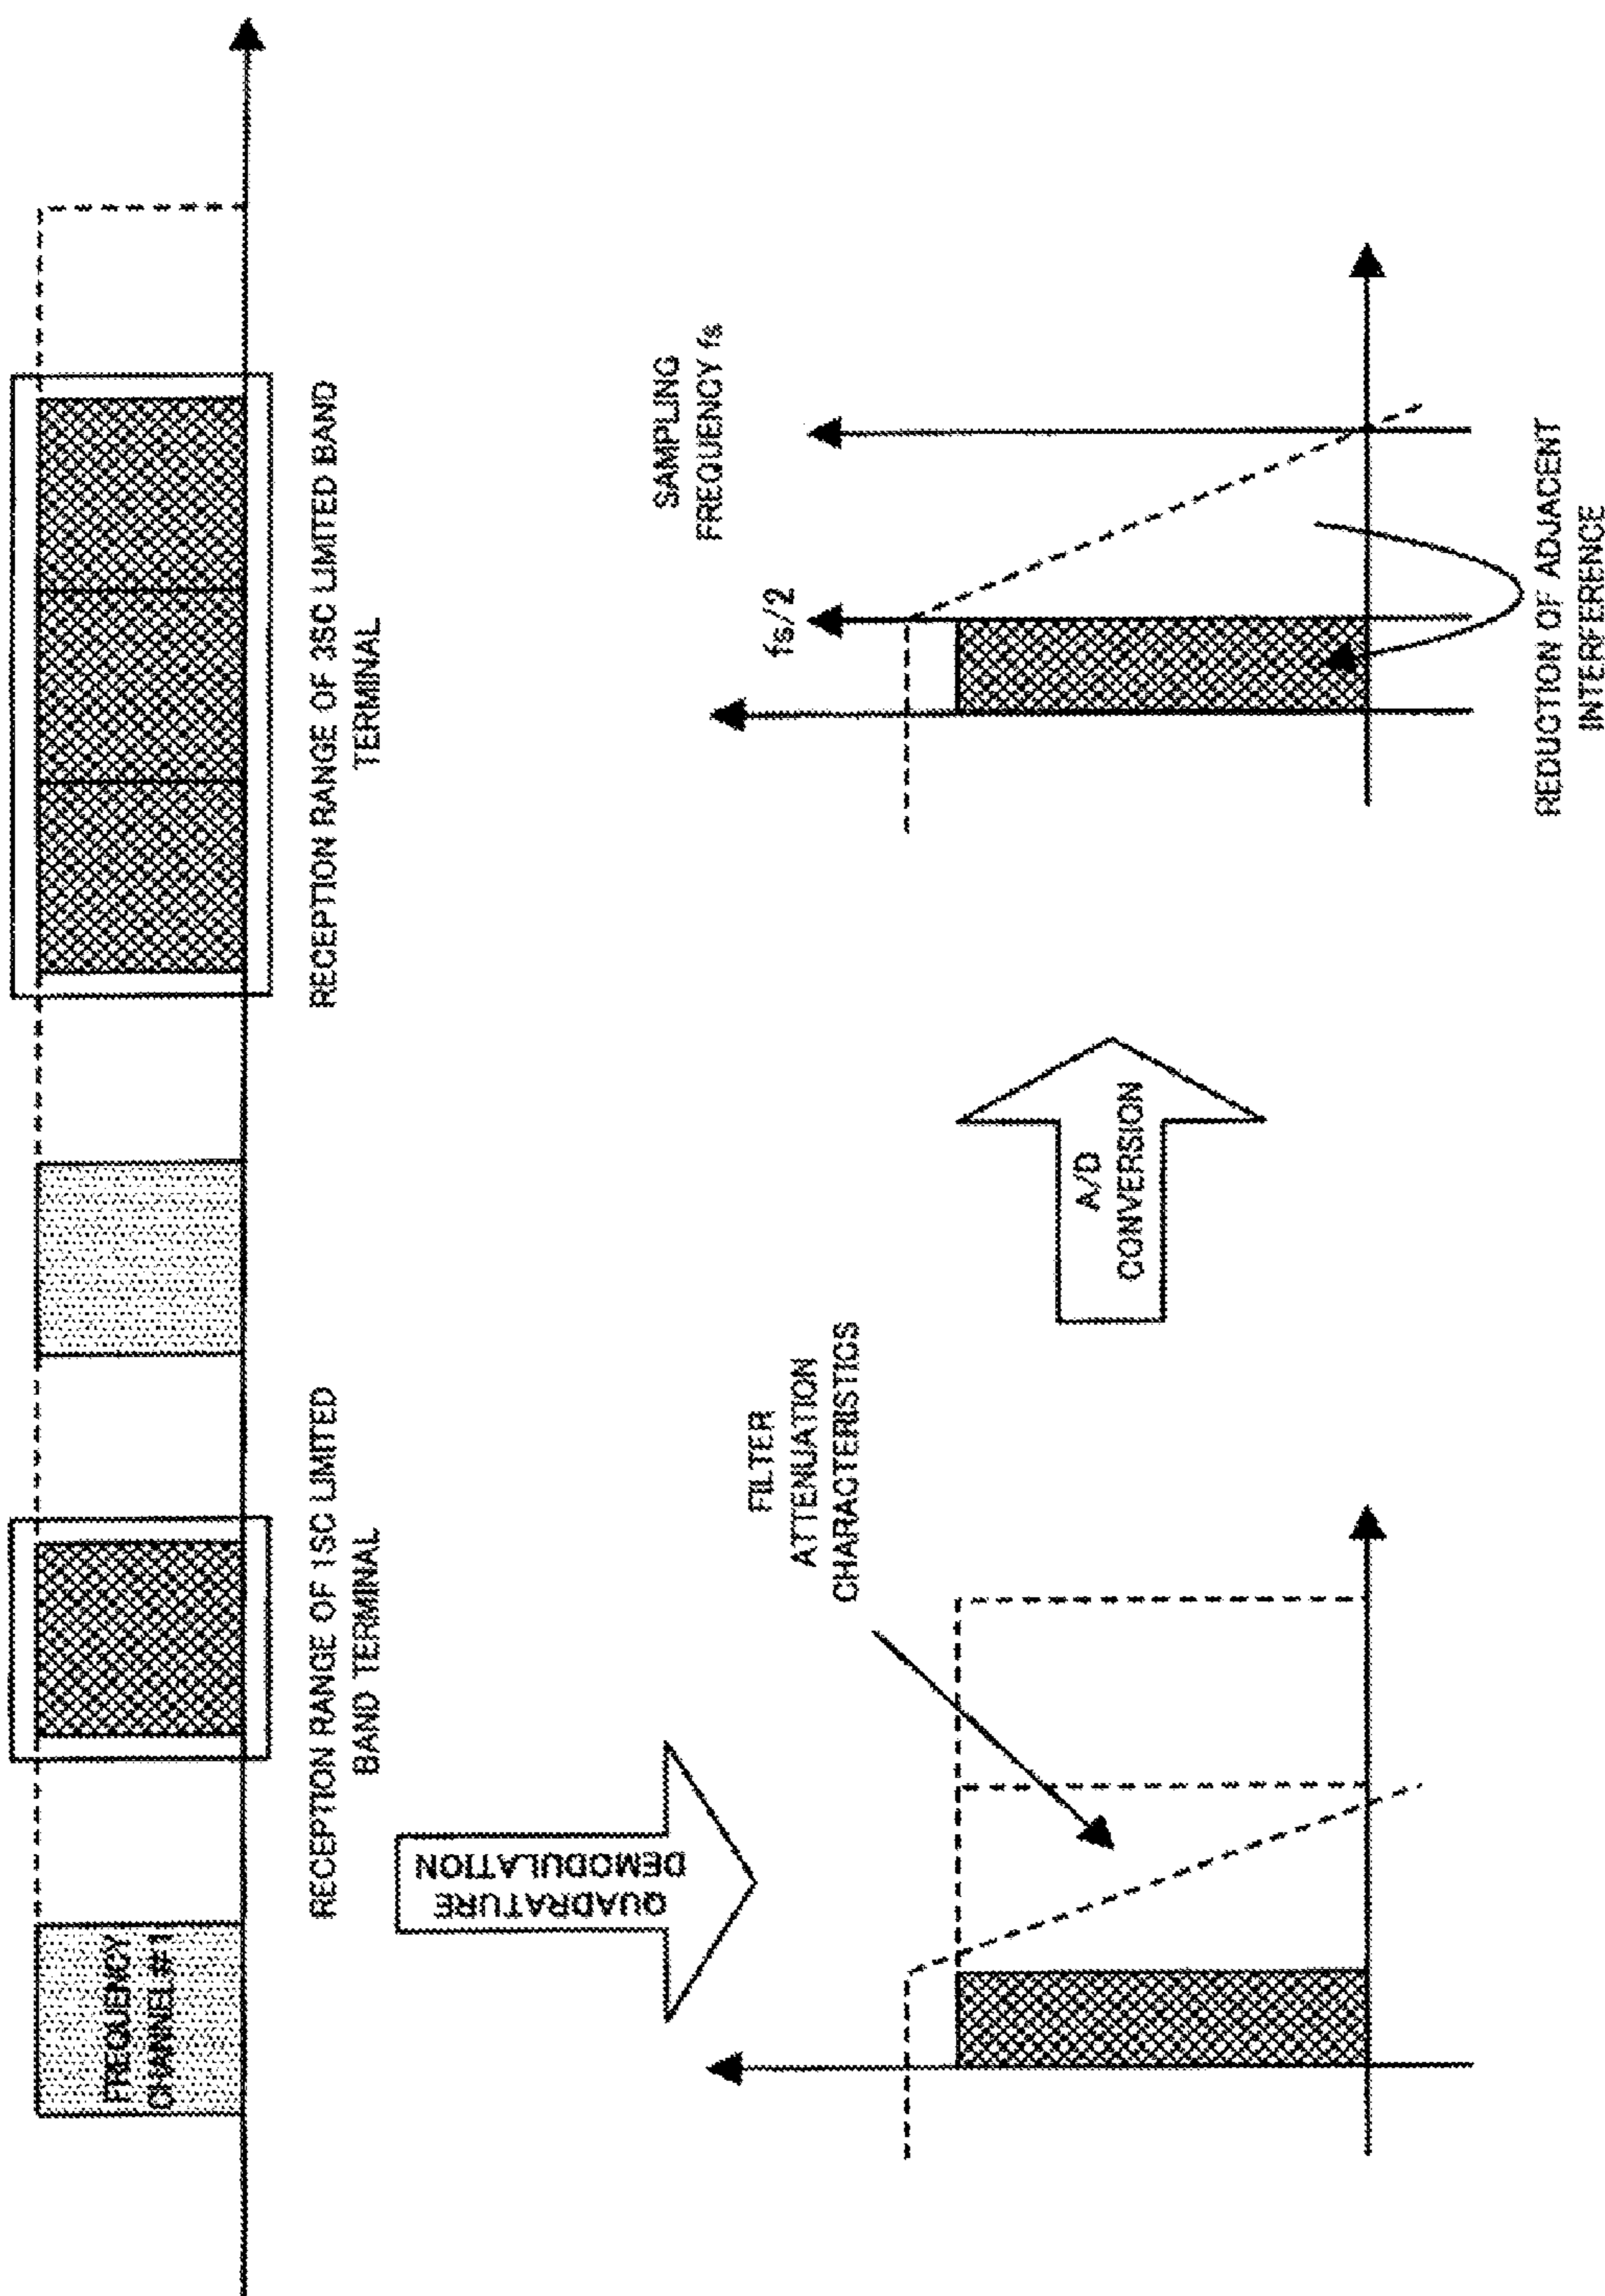 FREQUENCY
CHANNEL #1
RECEPTION RANGE OF 1SC LIMITED
BAND TERMINAL
RECEPTION RANGE OF 3SC LIMITED BAND
TERMINAL
QUADRATURE
DEMODULATION
FILTER
ATTENUATION
CHARACTERISTICS
A/D
CONVERSION
SAMPLING
FREQUENCY fs
fs/2
REDUCTION OF ADJACENT
INTERFERENCE